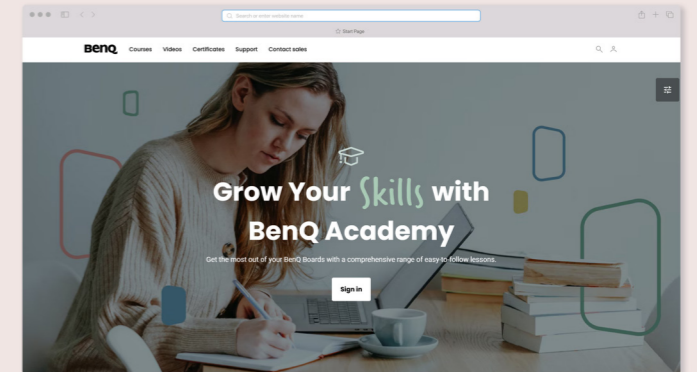 Search or enter website name
Start Page
BenQ Courses Videos Certificates Support Contact sales
Grow Your Skills with
BenQ Academy
Get the most out of your BenQ Boards with a comprehensive range of easy-to-follow lessons.
Sign in